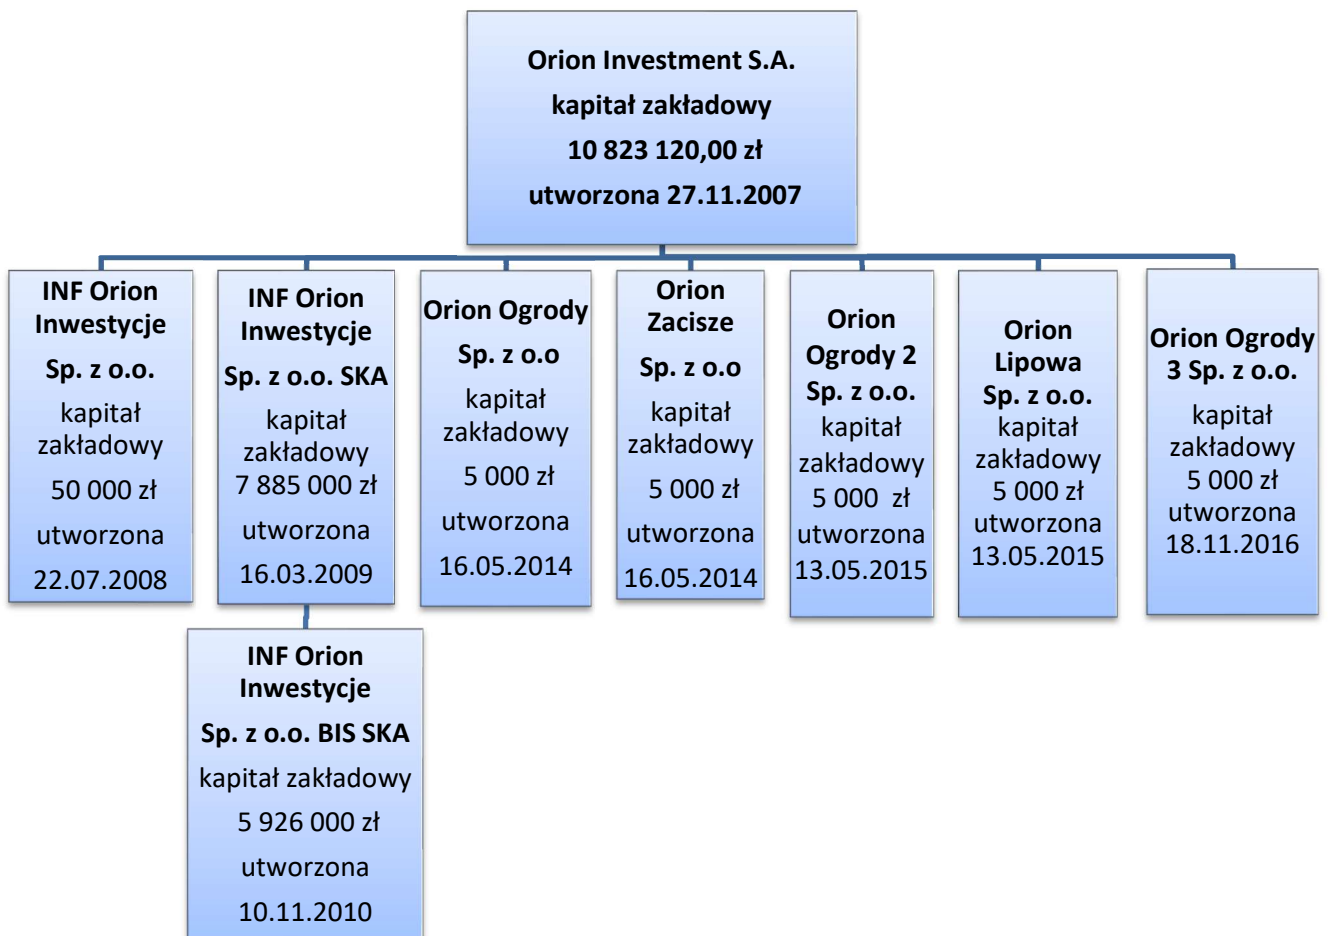 Orion Investment S.A.
kapitał zakładowy
10 823 120,00 zł
utworzona 27.11.2007
INF Orion
Inwestycje
Sp. z o.o.
kapitał
zakładowy
50 000 zł
utworzona
22.07.2008
INF Orion
Inwestycje
Sp. z o.o. SKA
kapitał
zakładowy
7 885 000 zł
utworzona
16.03.2009
Orion Ogrody
Sp. z o.o
kapitał
zakładowy
5 000 zł
utworzona
16.05.2014
Orion
Zacisze
Sp. z o.o
kapitał
zakładowy
5 000 zł
utworzona
16.05.2014
Orion
Ogrody 2
Sp. z o.o.
kapitał
zakładowy
5 000 zł
utworzona
13.05.2015
Orion
Lipowa
Sp. z o.o.
kapitał
zakładowy
5 000 zł
utworzona
13.05.2015
Orion Ogrody
3 Sp. z o.o.
kapitał
zakładowy
5 000 zł
utworzona
18.11.2016
INF Orion
Inwestycje
Sp. z o.o. BIS SKA
kapitał zakładowy
5 926 000 zł
utworzona
10.11.2010